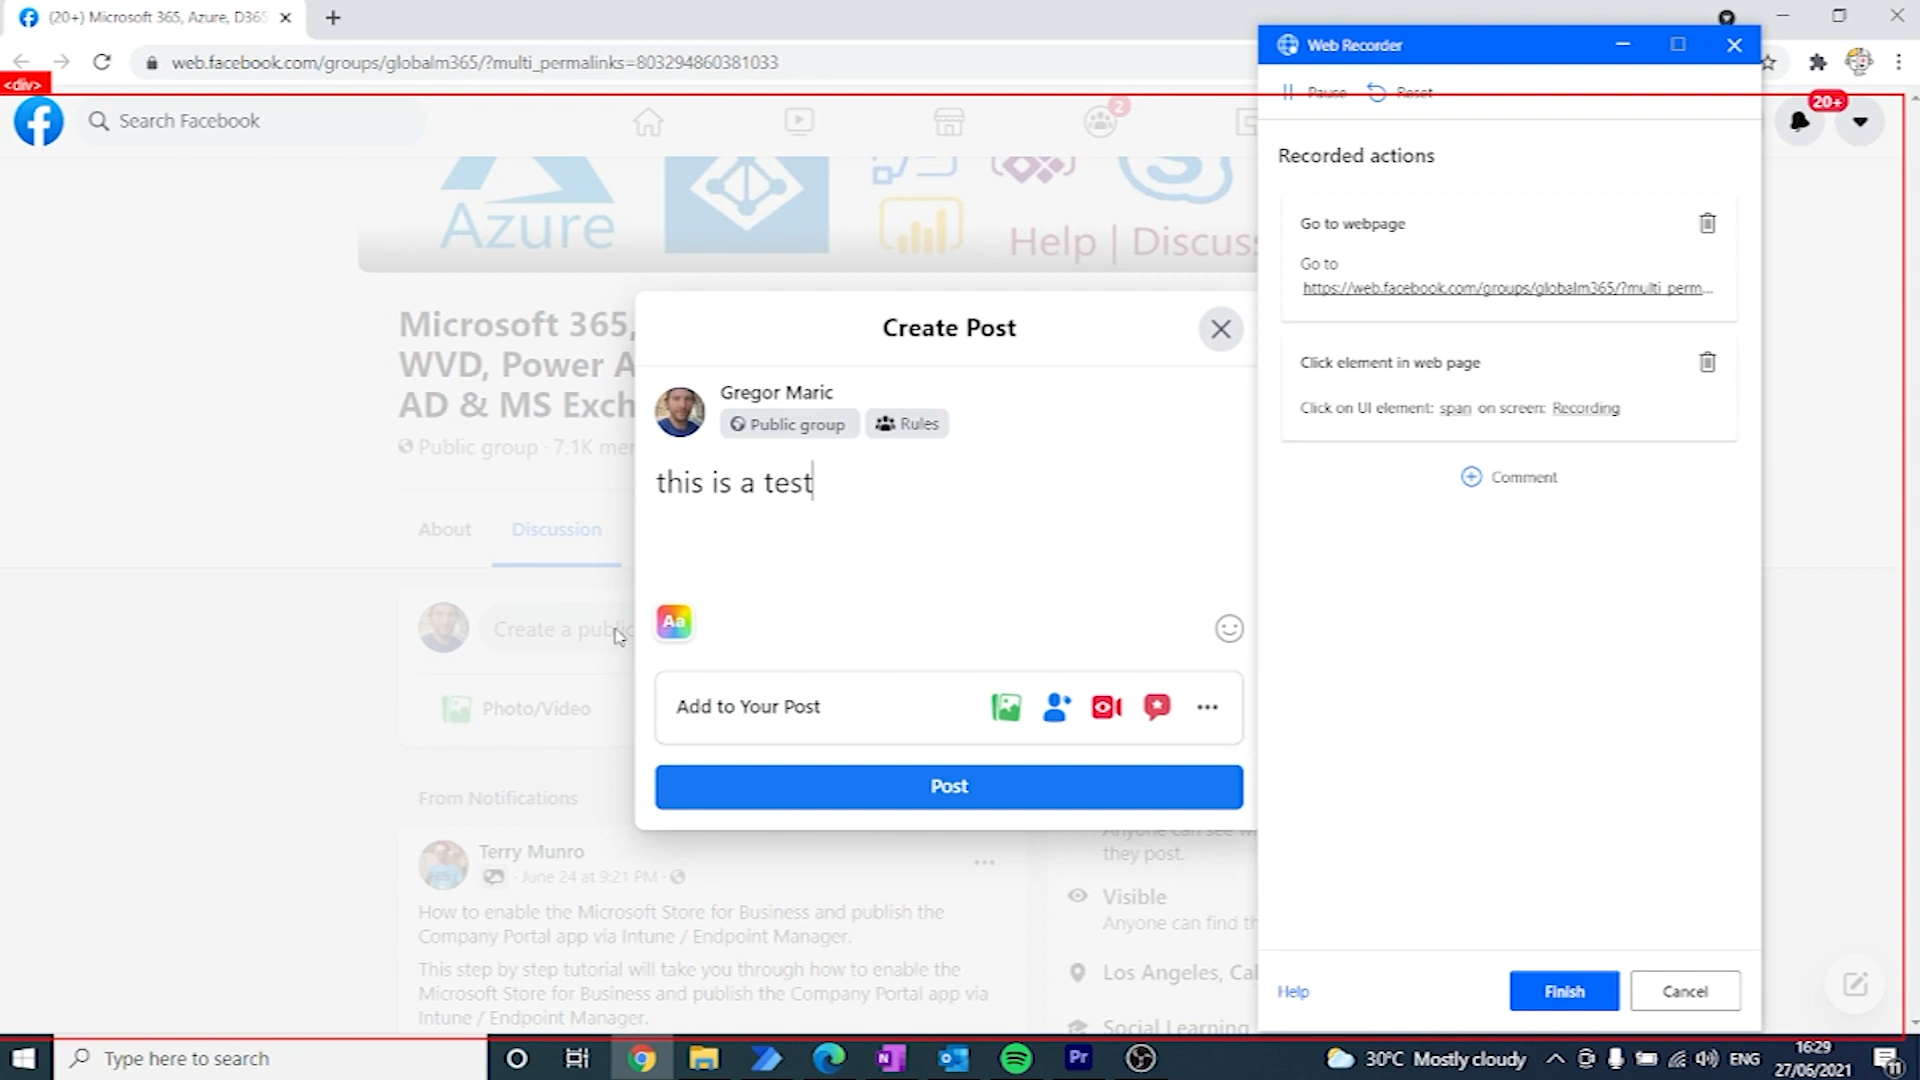 (20+) Microsoft 365, Azure, D365
web.facebook.com/groups/globalm365/?multi_permalinks=803294860381033
<div>
Search Facebook
2
20+
Azure
Help | Discuss
Microsoft 365,
WVD, Power A
AD & MS Exch
Public group · 7.1K mem
About
Discussion
Create a public
Photo/Video
From Notifications
Terry Munro
· June 24 at 9:21 PM ·
How to enable the Microsoft Store for Business and publish the
Company Portal app via Intune / Endpoint Manager.
This step by step tutorial will take you through how to enable the
Microsoft Store for Business and publish the Company Portal app via
Intune / Endpoint Manager.
Create Post
Gregor Maric
Public group
Rules
this is a test
Aa
Add to Your Post
Post
they post.
Visible
Anyone can find th
Los Angeles, Cal
Social Learning
Web Recorder
Pause
Reset
Recorded actions
Go to webpage
Go to
https://web.facebook.com/groups/globalm365/?multi_perm...
Click element in web page
Click on UI element: span on screen: Recording
Comment
Help
Finish
Cancel
Type here to search
N
Pr
30°C Mostly cloudy
ENG
16:29
27/06/2021
11